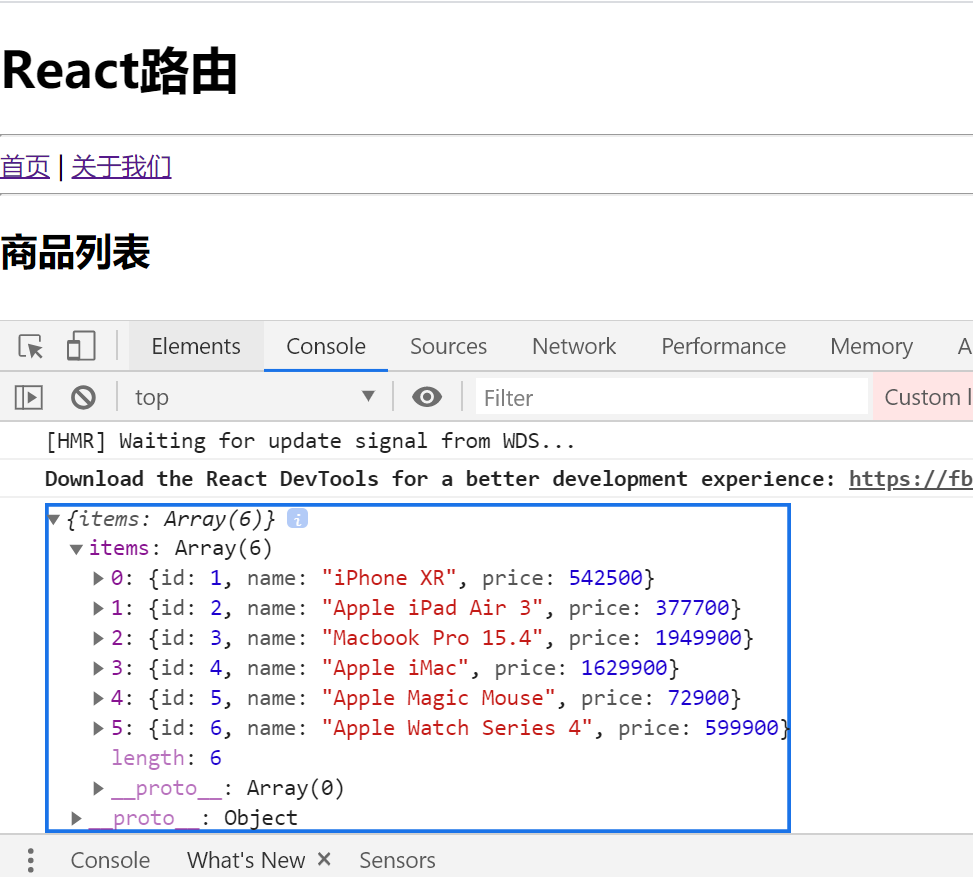 React路由
首页 | 关于我们
商品列表
Elements Console Sources Network Performance Memory A
top Filter Custom l
[HMR] Waiting for update signal from WDS...
Download the React DevTools for a better development experience: https://fb
{items: Array(6)} i
items: Array(6)
0: {id: 1, name: "iPhone XR", price: 542500}
1: {id: 2, name: "Apple iPad Air 3", price: 377700}
2: {id: 3, name: "Macbook Pro 15.4", price: 1949900}
3: {id: 4, name: "Apple iMac", price: 1629900}
4: {id: 5, name: "Apple Magic Mouse", price: 72900}
5: {id: 6, name: "Apple Watch Series 4", price: 599900}
length: 6
__proto__: Array(0)
__proto__: Object
Console What's New × Sensors